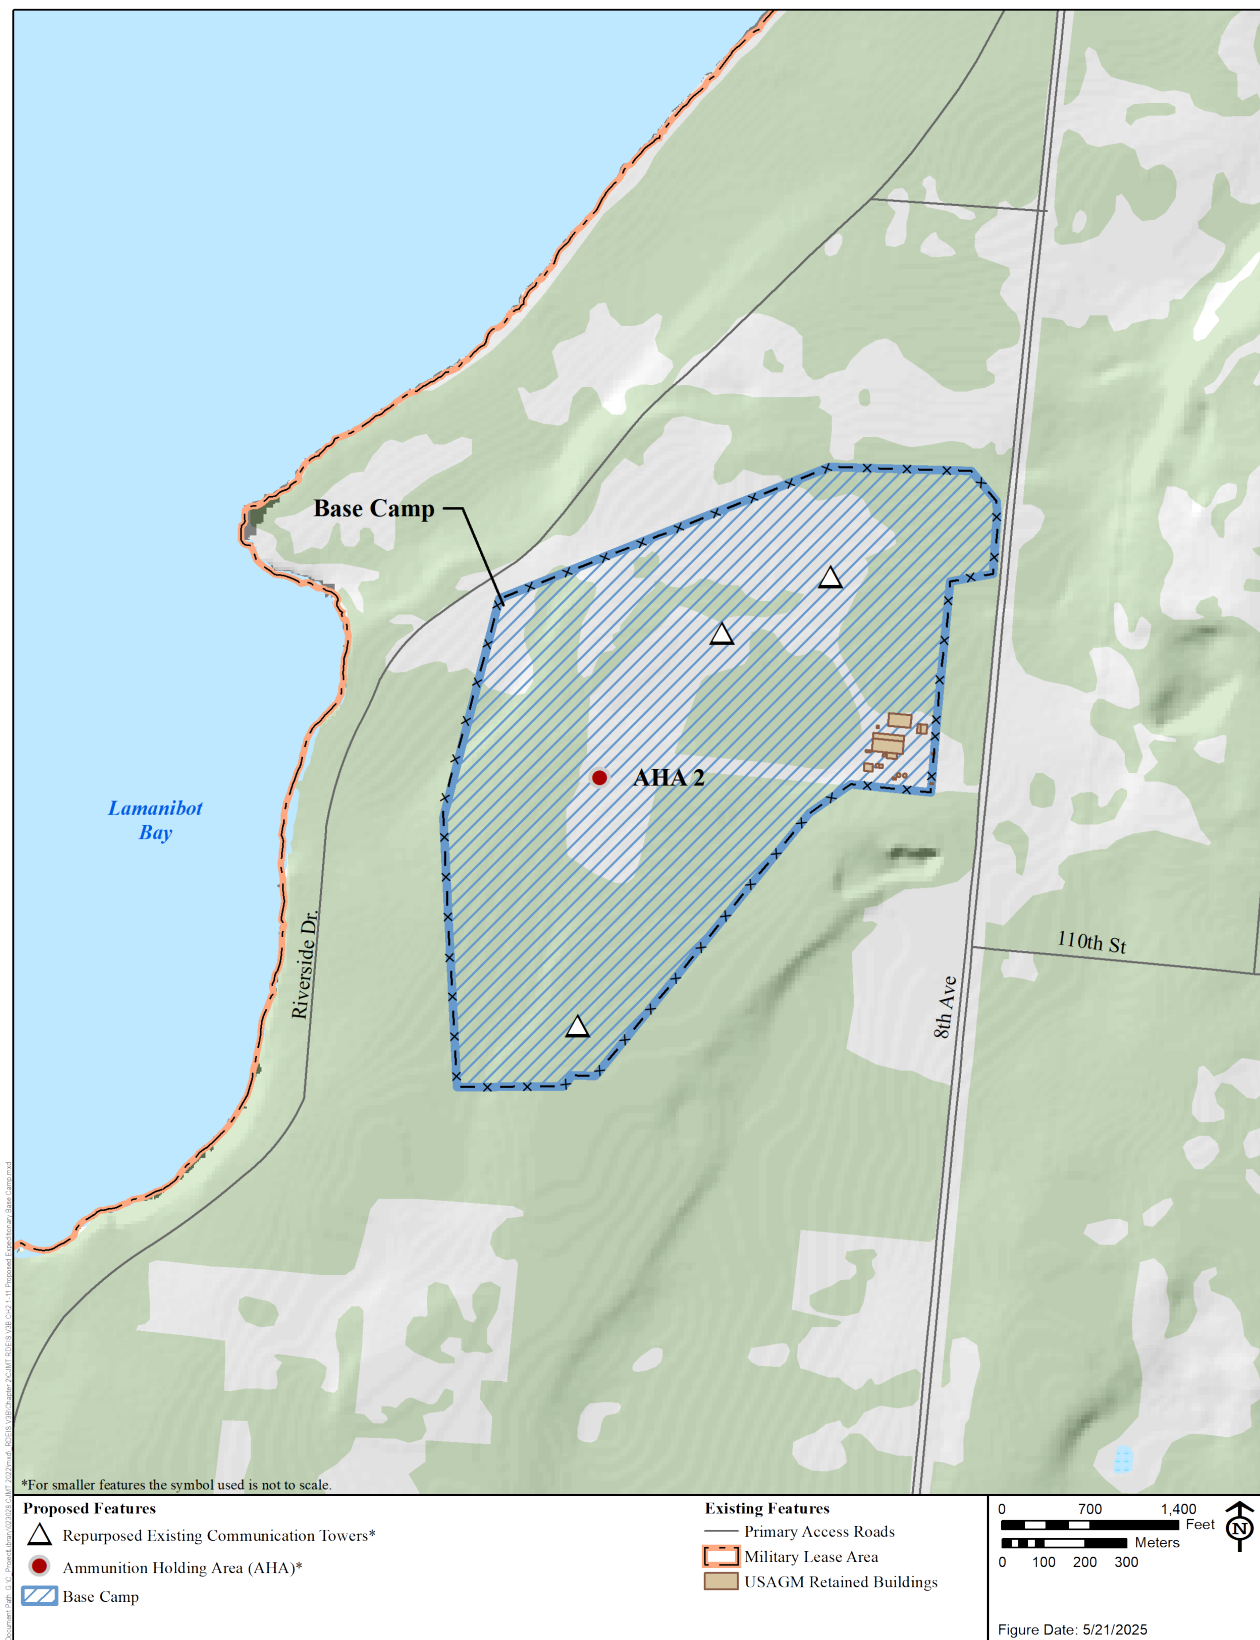 Base Camp
AHA 2
Lamanibot
Bay
Riverside Dr.
110th St
8th Ave
*For smaller features the symbol used is not to scale.
Proposed Features
Repurposed Existing Communication Towers*
Ammunition Holding Area (AHA)*
Base Camp
Existing Features
Primary Access Roads
Military Lease Area
USAGM Retained Buildings
0 700 1,400
Feet
Meters
0 100 200 300
N
Figure Date: 5/21/2025